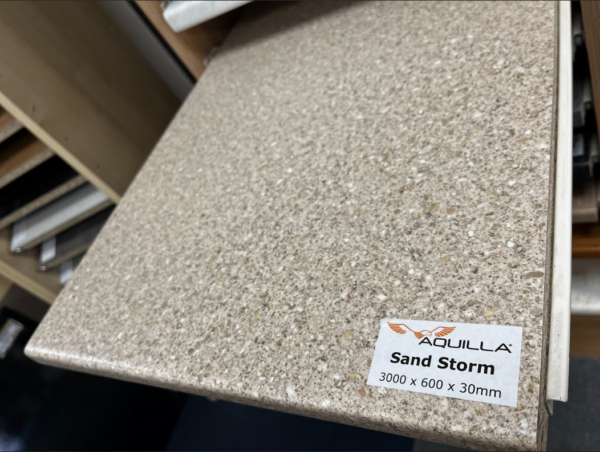 AQUILLA
Sand Storm
3000 x 600 x 30mm